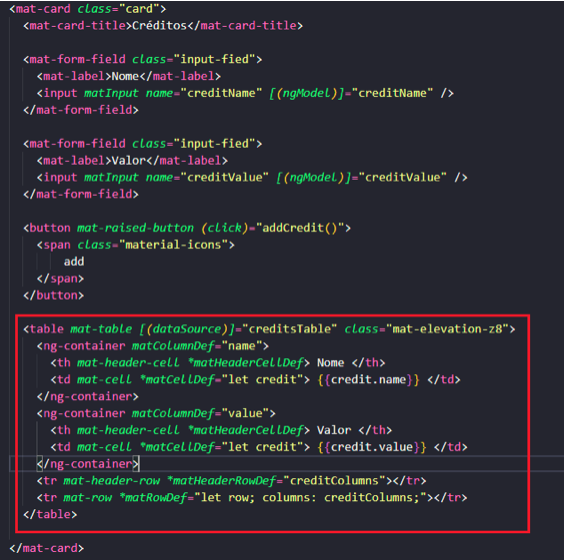 <mat-card class="card">
<mat-card-title>Créditos</mat-card-title>
<mat-form-field class="input-fied">
<mat-label>Nome</mat-label>
<input matInput name="creditName" [(ngModel)]="creditName" />
</mat-form-field>
<mat-form-field class="input-fied">
<mat-label>Valor</mat-label>
<input matInput name="creditValue" [(ngModel)]="creditValue" />
</mat-form-field>
<button mat-raised-button (click)="addCredit()">
<span class="material-icons">
add
</span>
</button>
<table mat-table [(dataSource)]="creditsTable" class="mat-elevation-z8">
<ng-container matColumnDef="name">
<th mat-header-cell *matHeaderCellDef> Nome </th>
<td mat-cell *matCellDef="let credit"> {{credit.name}} </td>
</ng-container>
<ng-container matColumnDef="value">
<th mat-header-cell *matHeaderCellDef> Valor </th>
<td mat-cell *matCellDef="let credit"> {{credit.value}} </td>
</ng-container>
<tr mat-header-row *matHeaderRowDef="creditColumns"></tr>
<tr mat-row *matRowDef="let row; columns: creditColumns;"></tr>
</table>
</mat-card>